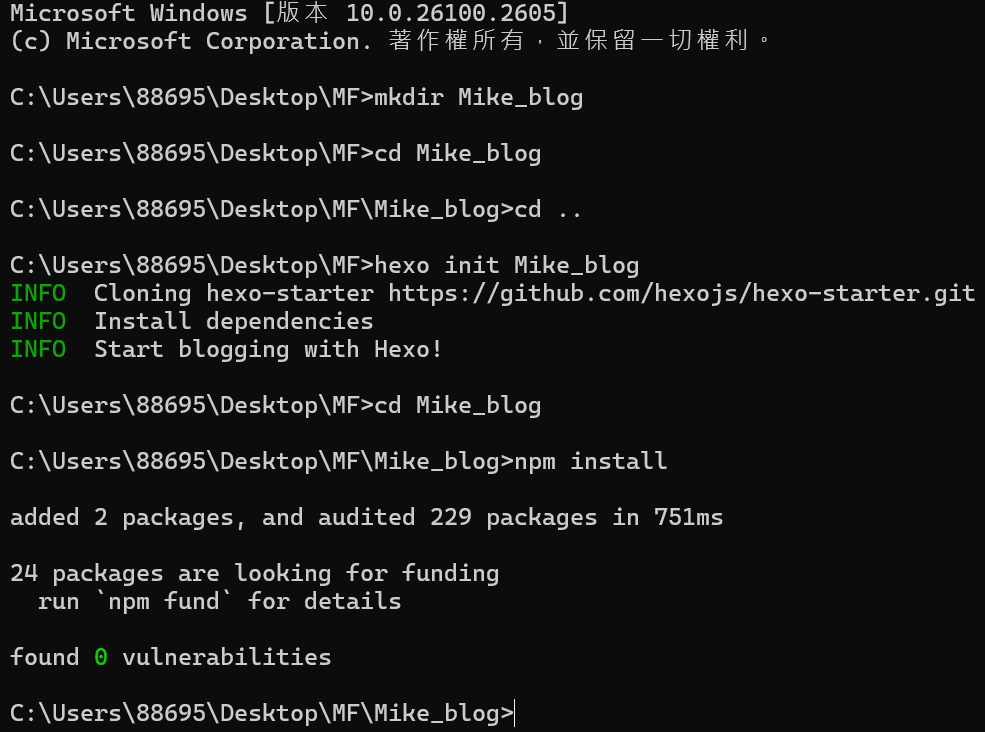 Microsoft Windows [版本 10.0.26100.2605]
(c) Microsoft Corporation. 著作權所有，並保留一切權利。
C:\Users\88695\Desktop\MF>mkdir Mike_blog
C:\Users\88695\Desktop\MF>cd Mike_blog
C:\Users\88695\Desktop\MF\Mike_blog>cd ..
C:\Users\88695\Desktop\MF>hexo init Mike_blog
INFO  Cloning hexo-starter https://github.com/hexojs/hexo-starter.git
INFO  Install dependencies
INFO  Start blogging with Hexo!
C:\Users\88695\Desktop\MF>cd Mike_blog
C:\Users\88695\Desktop\MF\Mike_blog>npm install
added 2 packages, and audited 229 packages in 751ms
24 packages are looking for funding
  run `npm fund` for details
found 0 vulnerabilities
C:\Users\88695\Desktop\MF\Mike_blog>